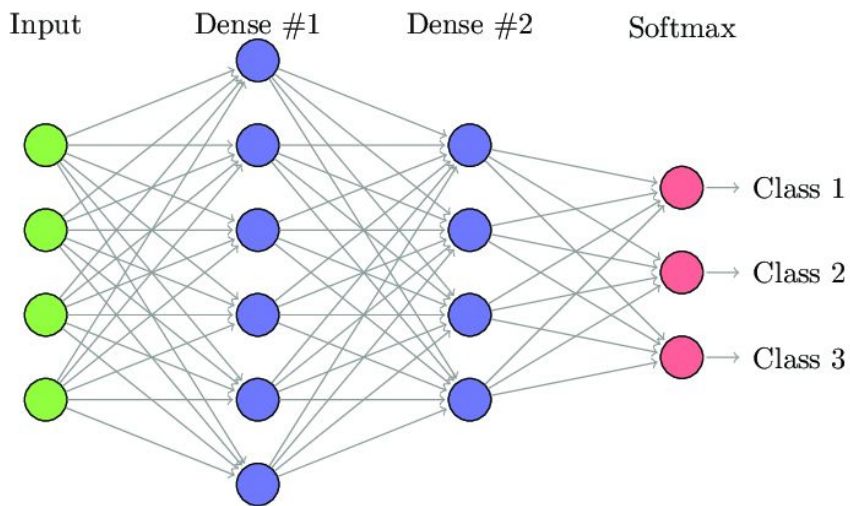 Input
Dense #1
Dense #2
Softmax
Class 1
Class 2
Class 3